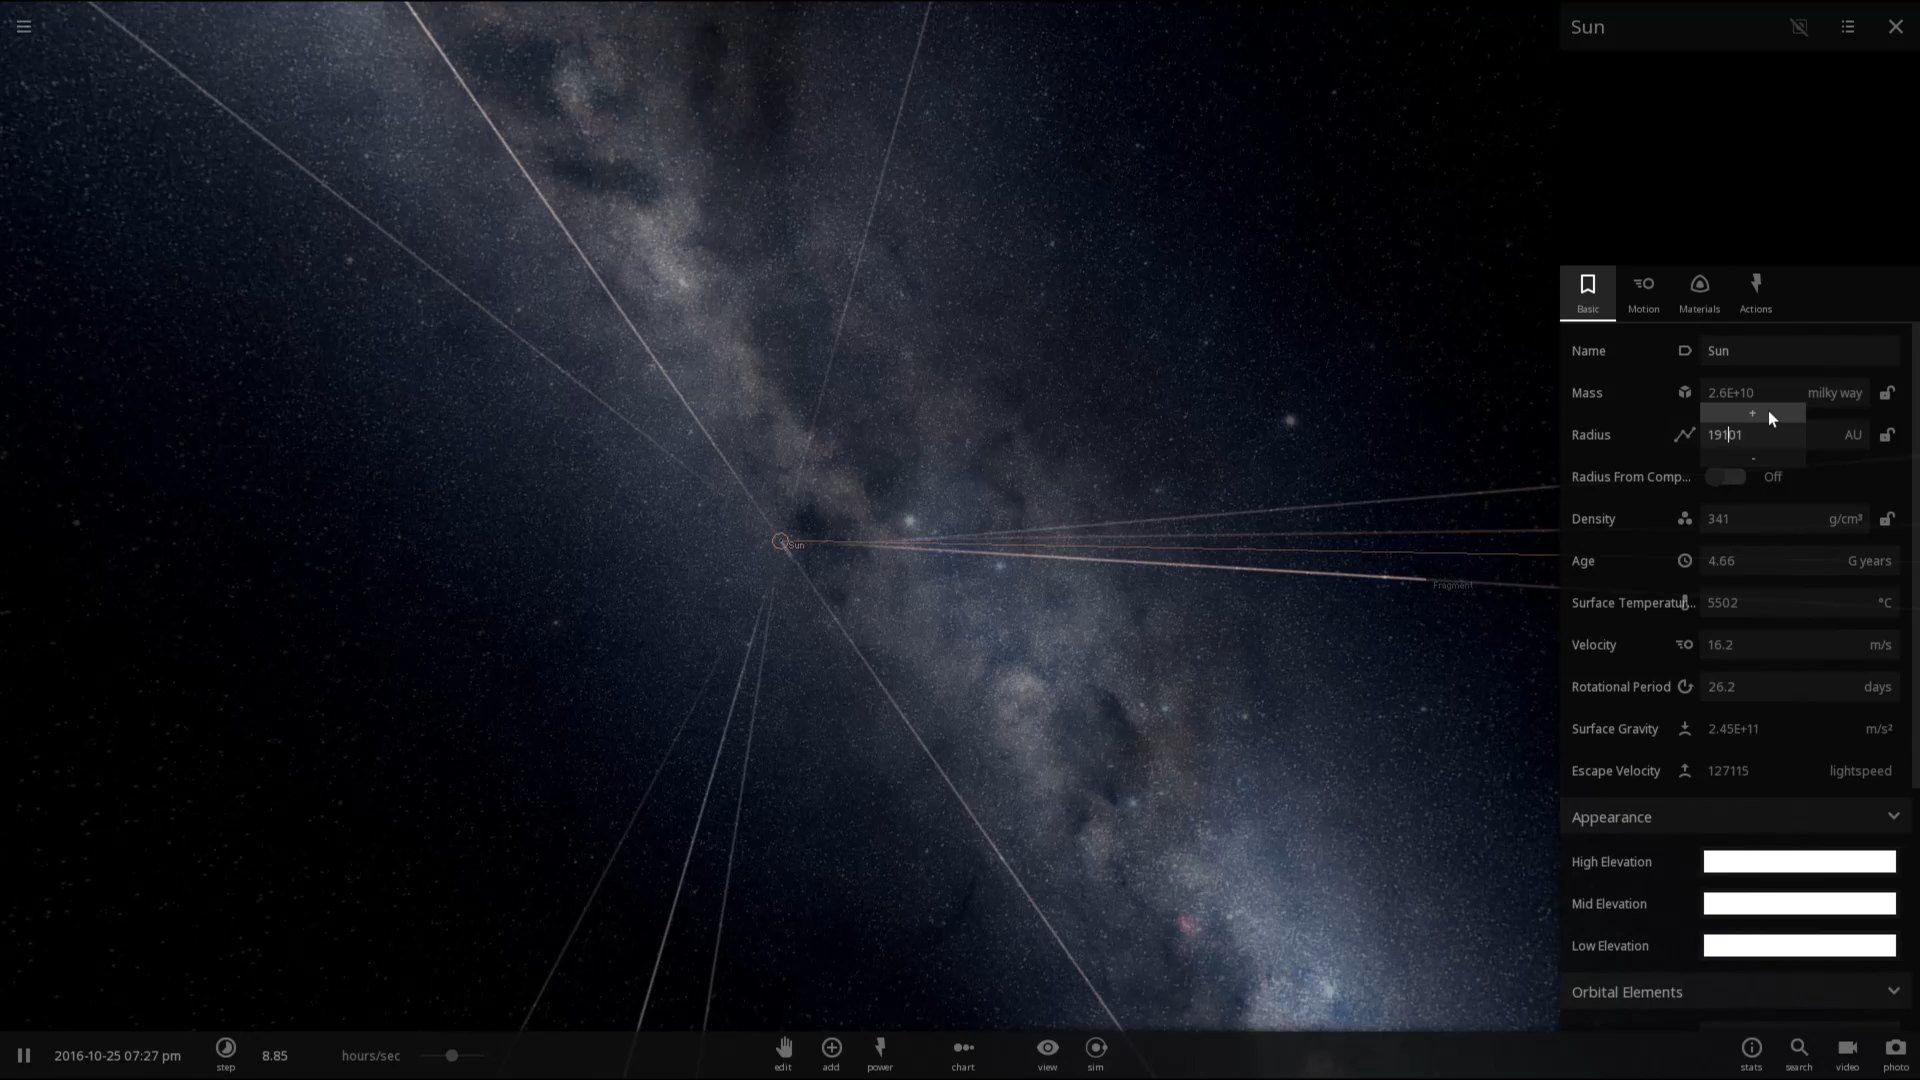 Sun
Basic
Motion
Materials
Actions
Name Sun
Mass 2.6E+10 milky way
+
Radius 19101 AU
-
Radius From Comp... Off
Density 341 g/cm³
Age 4.66 G years
Surface Temperatur... 5502 °C
Velocity 16.2 m/s
Rotational Period 26.2 days
Surface Gravity 2.45E+11 m/s²
Escape Velocity 127115 lightspeed
Appearance
High Elevation
Mid Elevation
Low Elevation
Orbital Elements
Sun
Fragment
2016-10-25 07:27 pm
step
8.85 hours/sec
edit
add
power
chart
view
sim
stats
search
video
photo